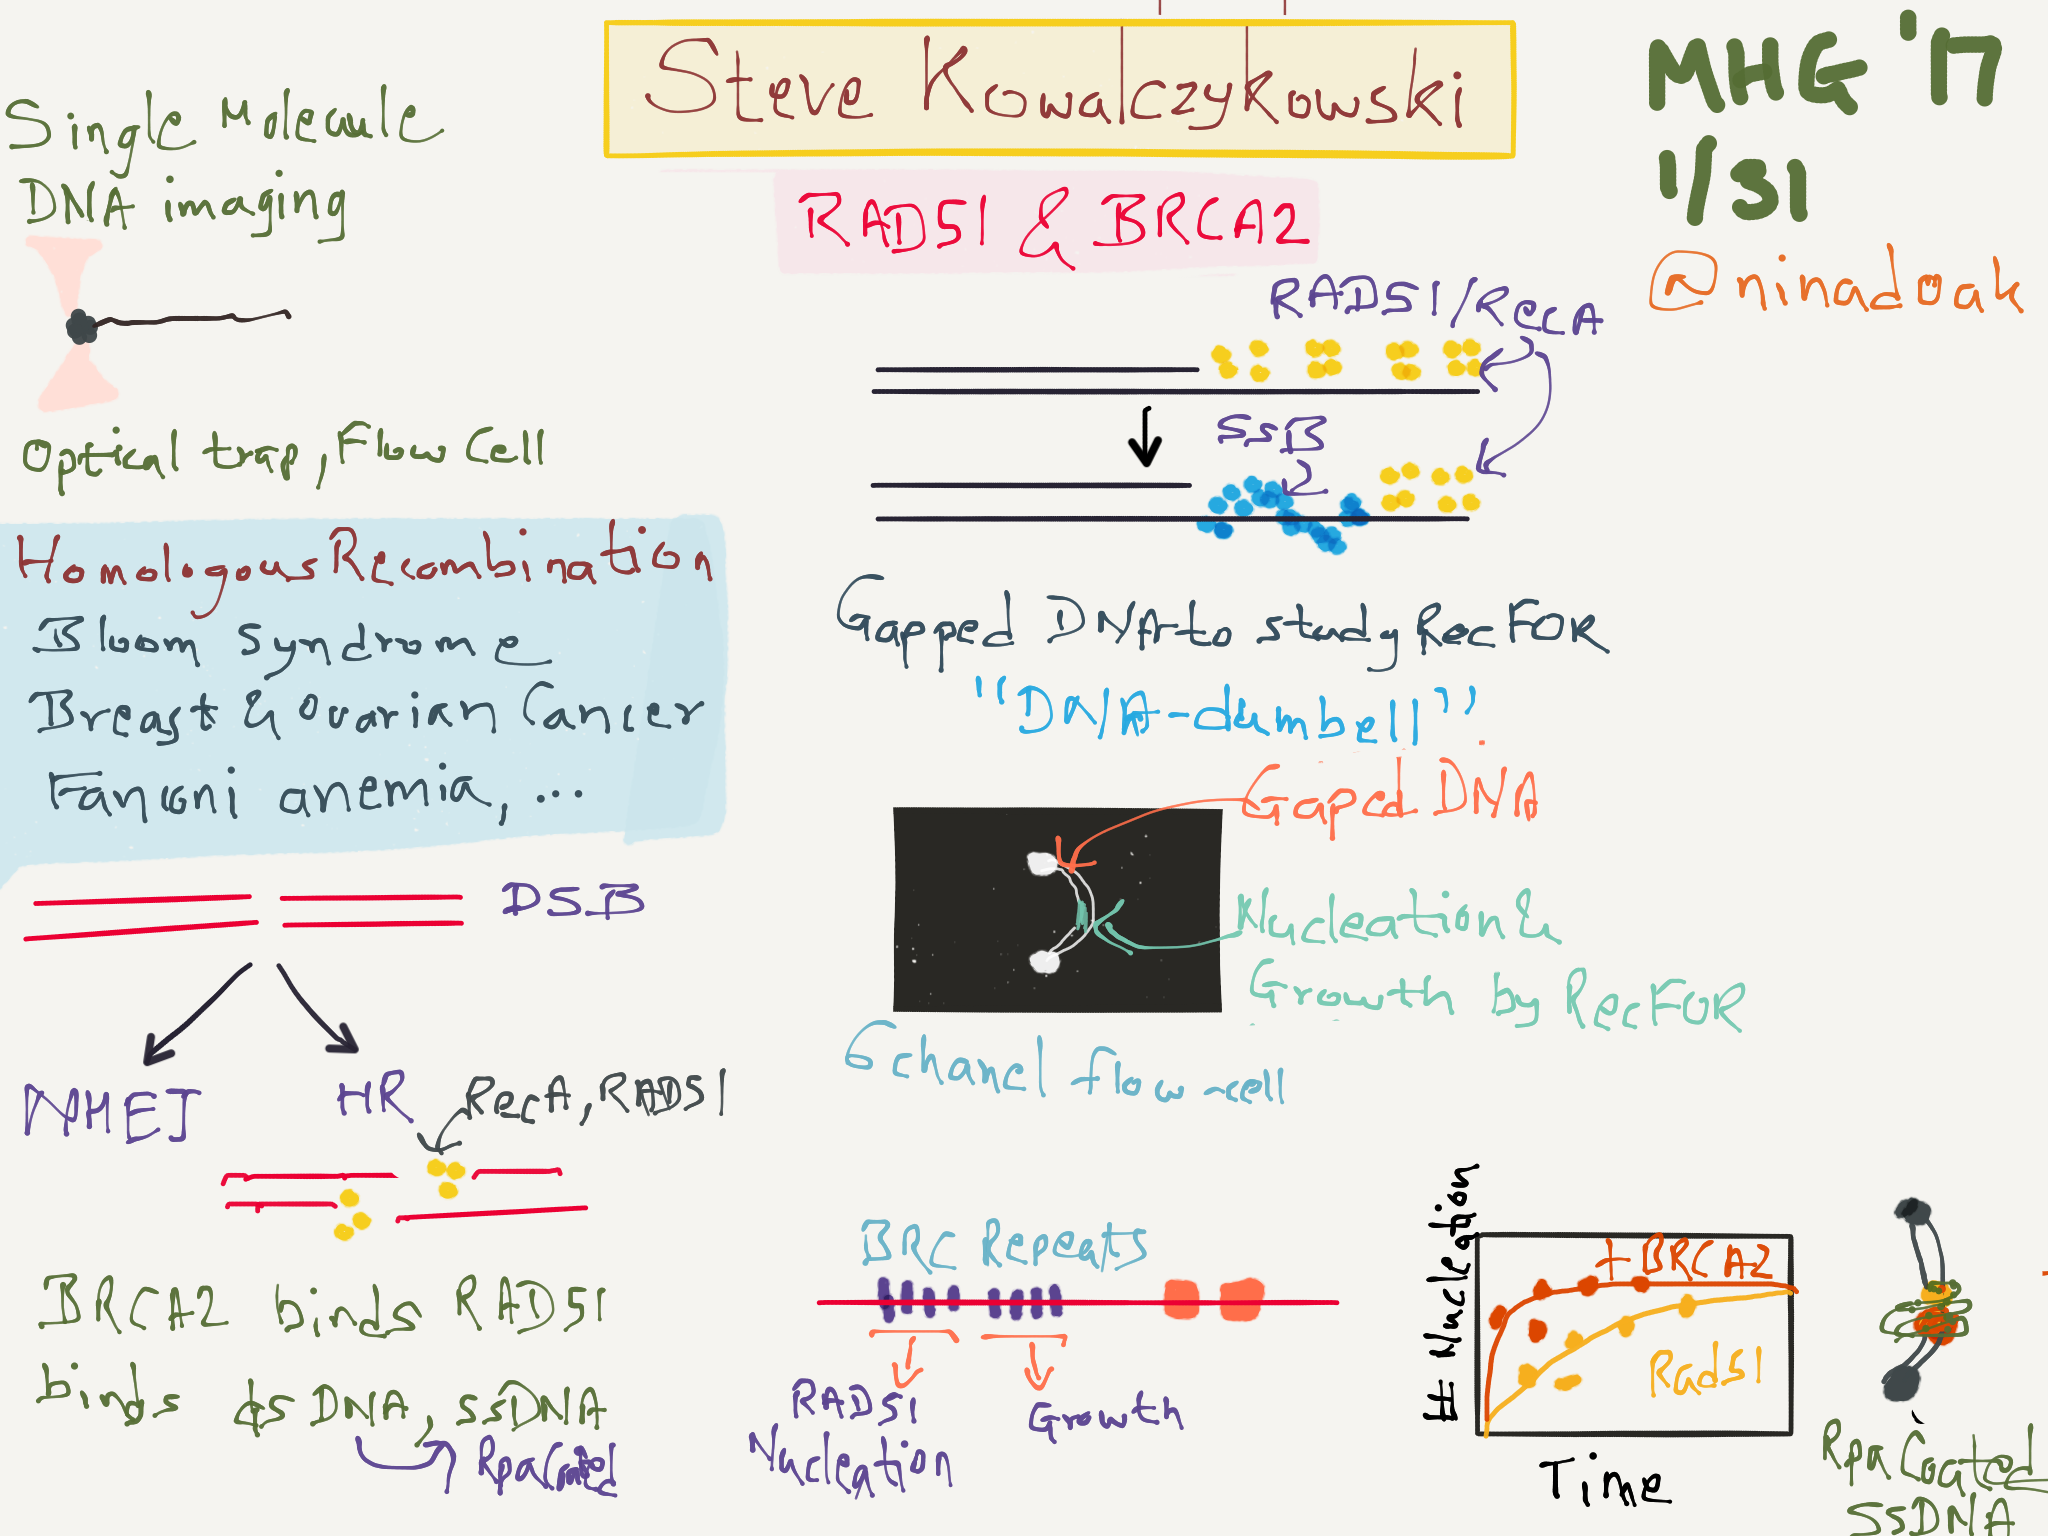 Steve Kowalczykowski
MHG '17
1/31
@ninadoak
RAD51 & BRCA2
Single Molecule
DNA imaging
Optical trap, Flow Cell
Homologous Recombination
Bloom syndrome
Breast & Ovarian Cancer
Fanconi anemia, ...
DSB
NHEJ
HR
RecA, RAD51
BRCA2 binds RAD51
binds dsDNA, ssDNA
Rpa Coated
RAD51/RecA
SSB
Gapped DNA to study RecFOR
"DNA-dumbell"
Gaped DNA
Nucleation &
Growth by RecFOR
6 chanel flow-cell
BRC Repeats
RAD51
Nucleation
Growth
# Nucleation
+BRCA2
Rad51
Time
Rpa Coated
SSDNA